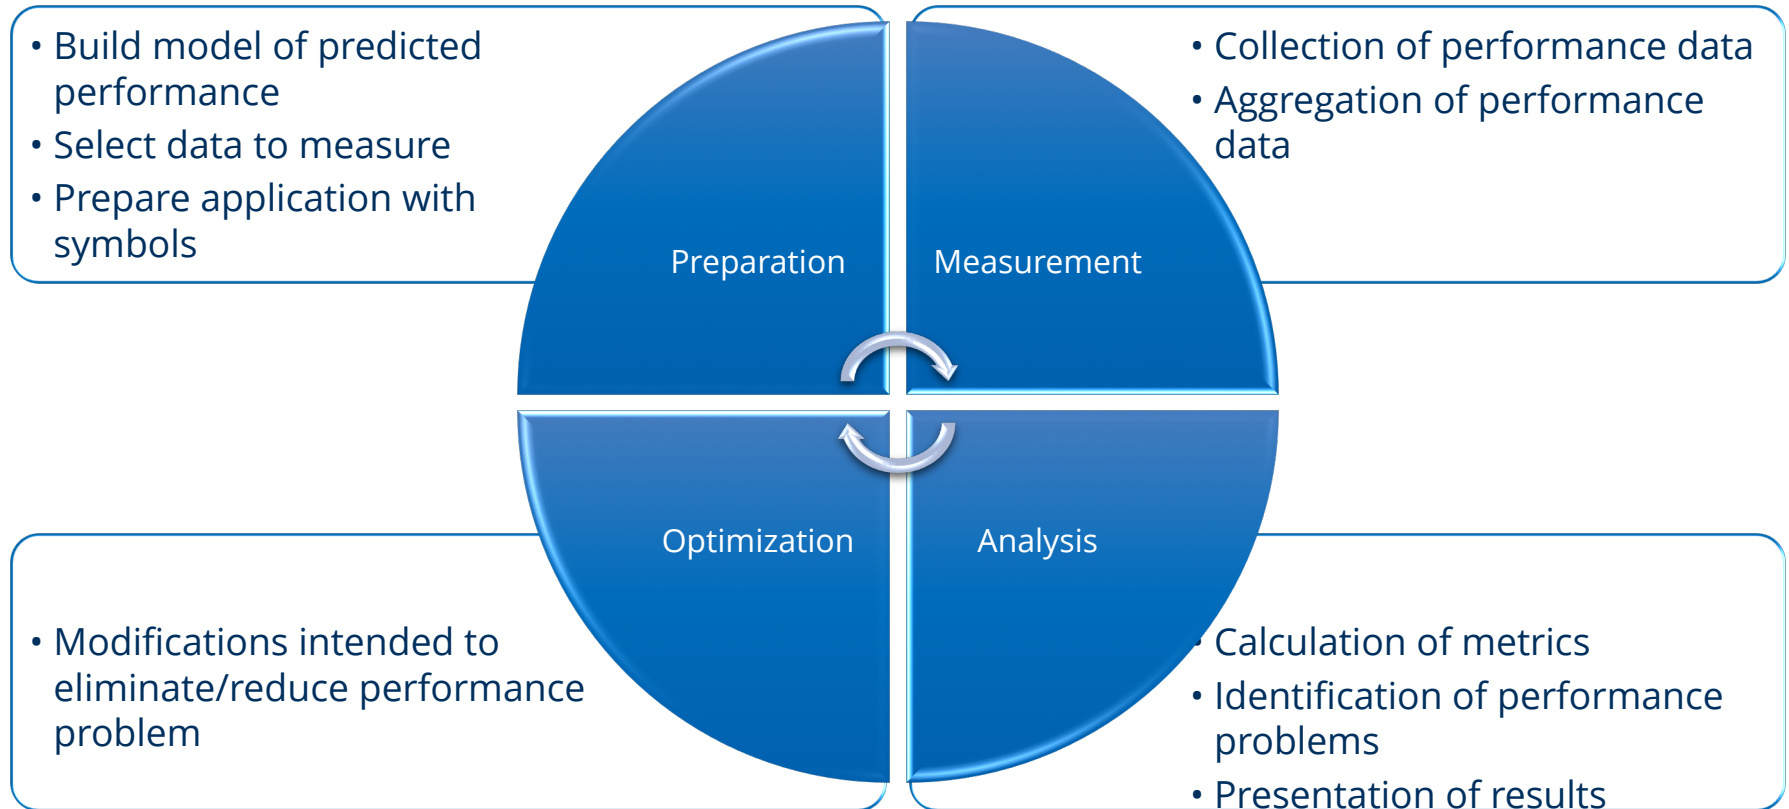 • Build model of predicted
performance
• Select data to measure
• Prepare application with
symbols
Preparation
• Collection of performance data
• Aggregation of performance
data
Measurement
Optimization
• Modifications intended to
eliminate/reduce performance
problem
Analysis
• Calculation of metrics
• Identification of performance
problems
• Presentation of results